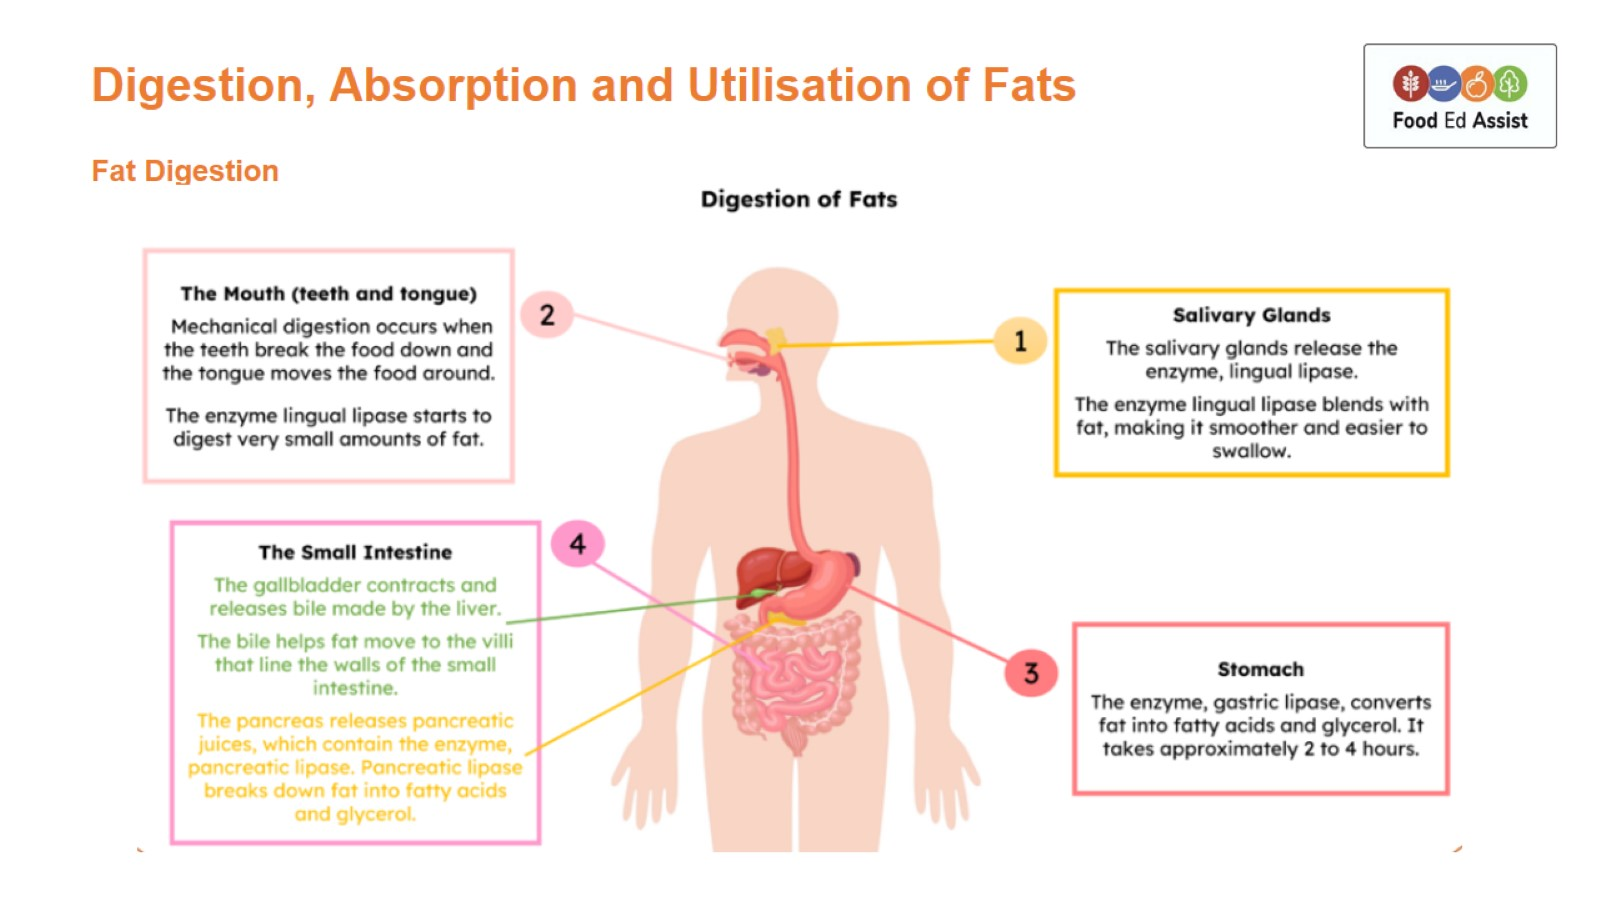 Digestion, Absorption and Utilisation of Fats
Food Ed Assist
Fat Digestion
Digestion of Fats
The Mouth (teeth and tongue)
Mechanical digestion occurs when
the teeth break the food down and
the tongue moves the food around.
The enzyme lingual lipase starts to
digest very small amounts of fat.
2
1
Salivary Glands
The salivary glands release the
enzyme, lingual lipase.
The enzyme lingual lipase blends with
fat, making it smoother and easier to
swallow.
The Small Intestine
The gallbladder contracts and
releases bile made by the liver.
The bile helps fat move to the villi
that line the walls of the small
intestine.
The pancreas releases pancreatic
juices, which contain the enzyme,
pancreatic lipase. Pancreatic lipase
breaks down fat into fatty acids
and glycerol.
4
3
Stomach
The enzyme, gastric lipase, converts
fat into fatty acids and glycerol. It
takes approximately 2 to 4 hours.